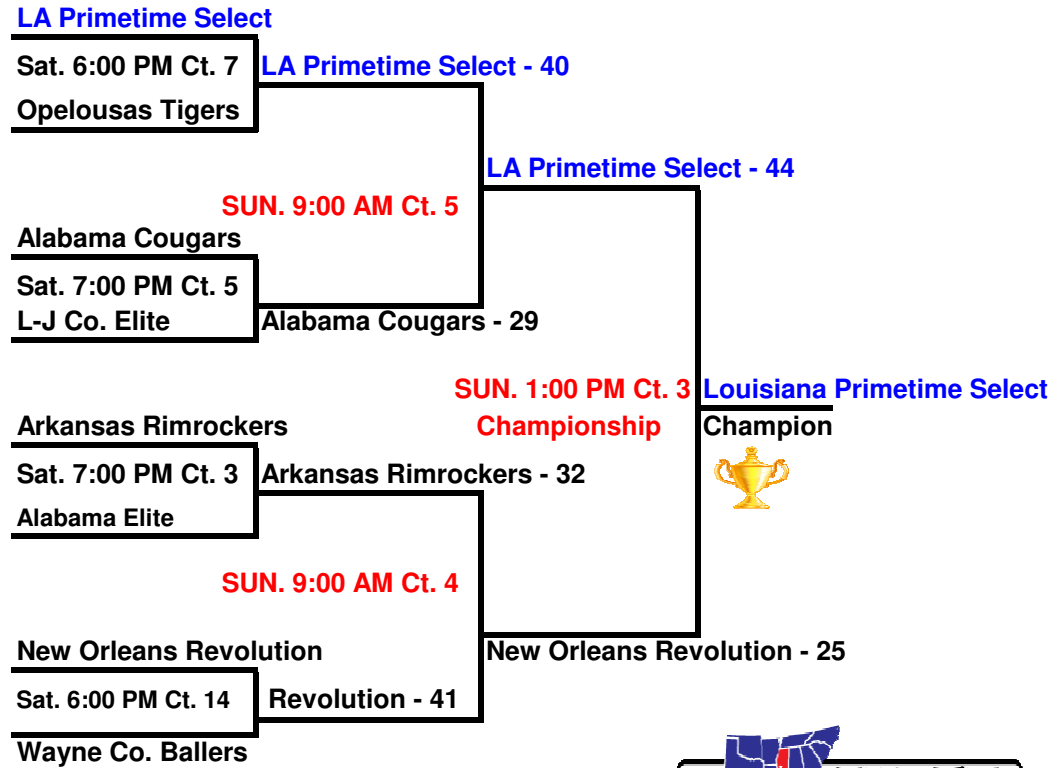 LA Primetime Select
Sat. 6:00 PM Ct. 7
LA Primetime Select - 40
Opelousas Tigers
LA Primetime Select - 44
SUN. 9:00 AM Ct. 5
Alabama Cougars
Sat. 7:00 PM Ct. 5
L-J Co. Elite
Alabama Cougars - 29
SUN. 1:00 PM Ct. 3
Louisiana Primetime Select
Arkansas Rimrockers
Championship
Champion
Sat. 7:00 PM Ct. 3
Arkansas Rimrockers - 32
Alabama Elite
SUN. 9:00 AM Ct. 4
New Orleans Revolution
New Orleans Revolution - 25
Sat. 6:00 PM Ct. 14
Revolution - 41
Wayne Co. Ballers